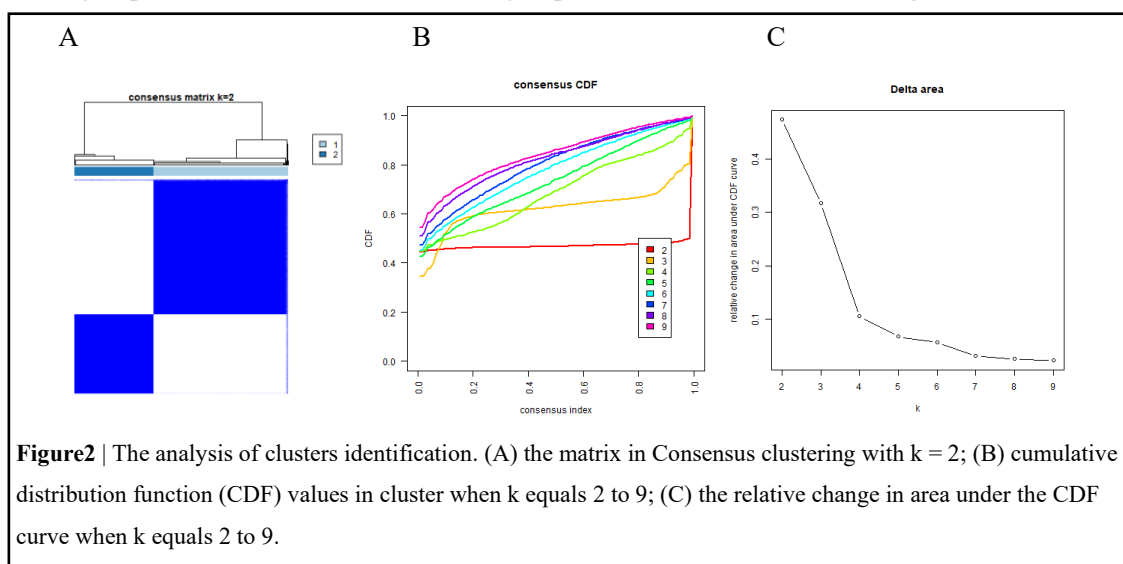 A
B
C
consensus matrix k=2
1
2
consensus CDF
CDF
1.0
0.8
0.6
0.4
0.2
0.0
2
3
4
5
6
7
8
9
0.0
0.2
0.4
0.6
0.8
1.0
consensus index
Delta area
relative change in area under CDF curve
0.4
0.3
0.2
0.1
2
3
4
5
6
7
8
9
k
Figure2 | The analysis of clusters identification. (A) the matrix in Consensus clustering with k = 2; (B) cumulative
distribution function (CDF) values in cluster when k equals 2 to 9; (C) the relative change in area under the CDF
curve when k equals 2 to 9.